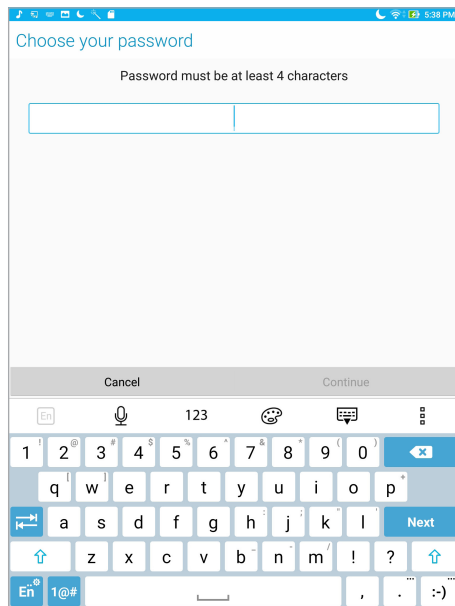 5:38 PM
Choose your password
Password must be at least 4 characters
Cancel Continue
En 123
1 ! 2 @ 3 # 4 $ 5 % 6 ^ 7 & 8 * 9 ( 0 )
q [ w ] e r t y u i o p +
a s d f g h : j ; k " l ' Next
z x c v b _ n - m / ! ?
En 1@# , . ... :-) ...